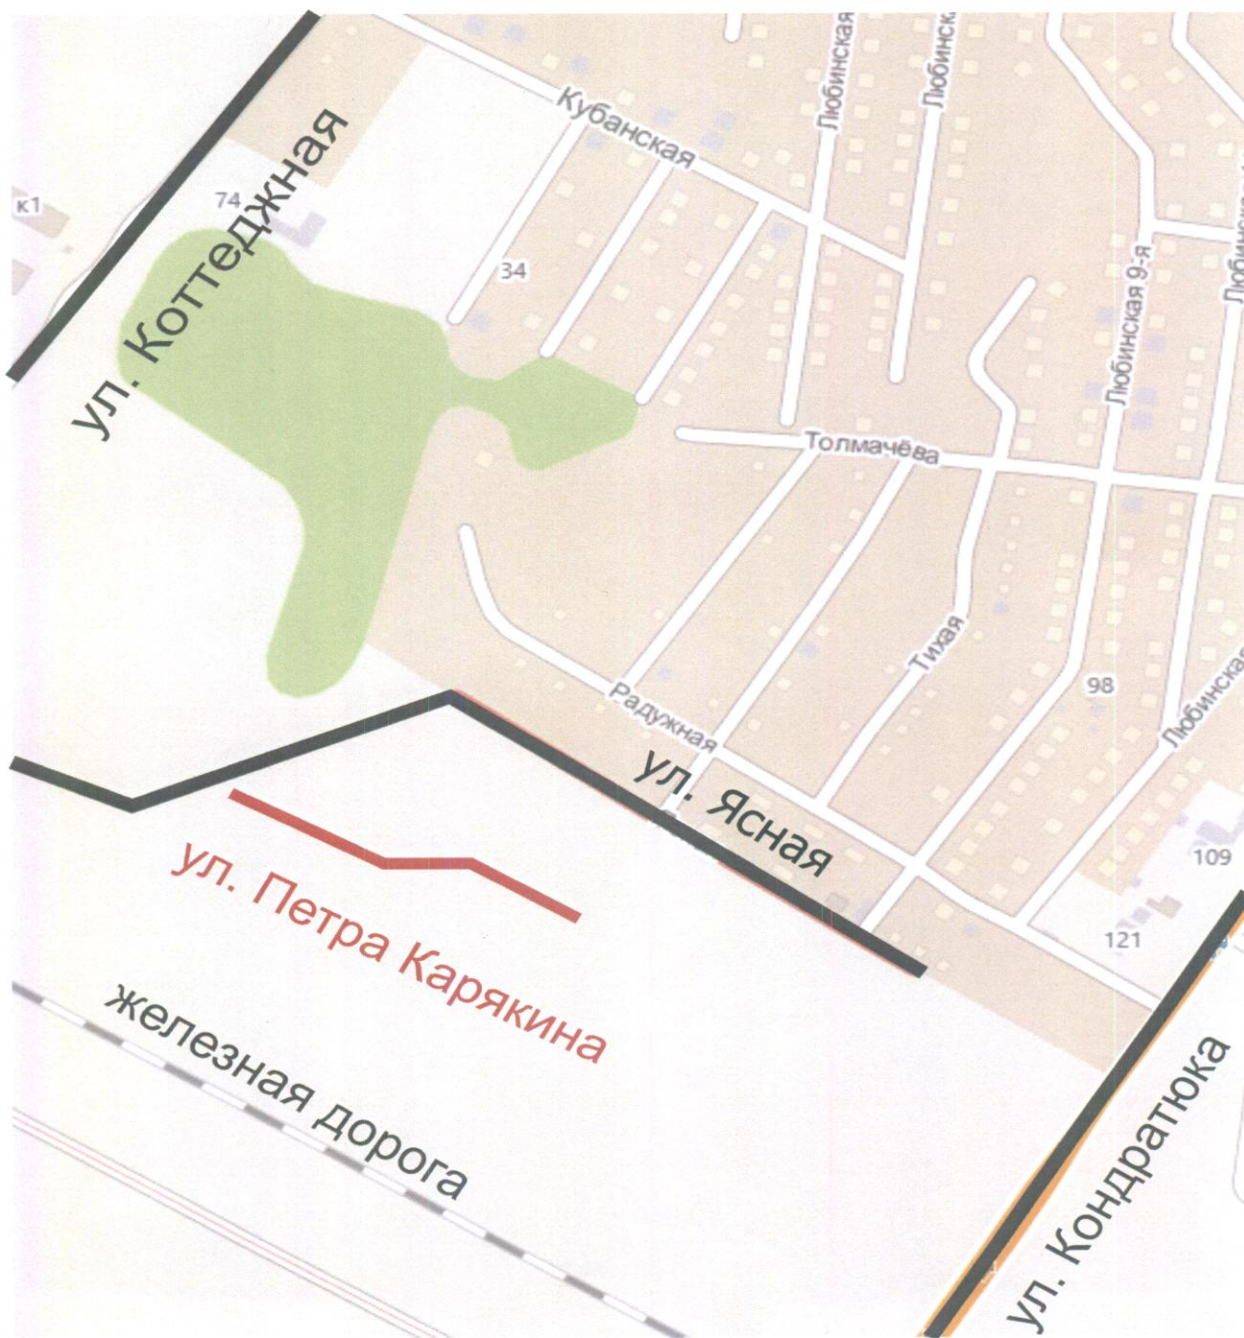 Кубанская
Любинская
Любинск
ул. Коттеджная
к1
74
34
Любинская 9-я
Толмачёва
Тихая
98
Любинская
Радужная
ул. Ясная
109
121
ул. Петра Карякина
железная дорога
ул. Кондратюка